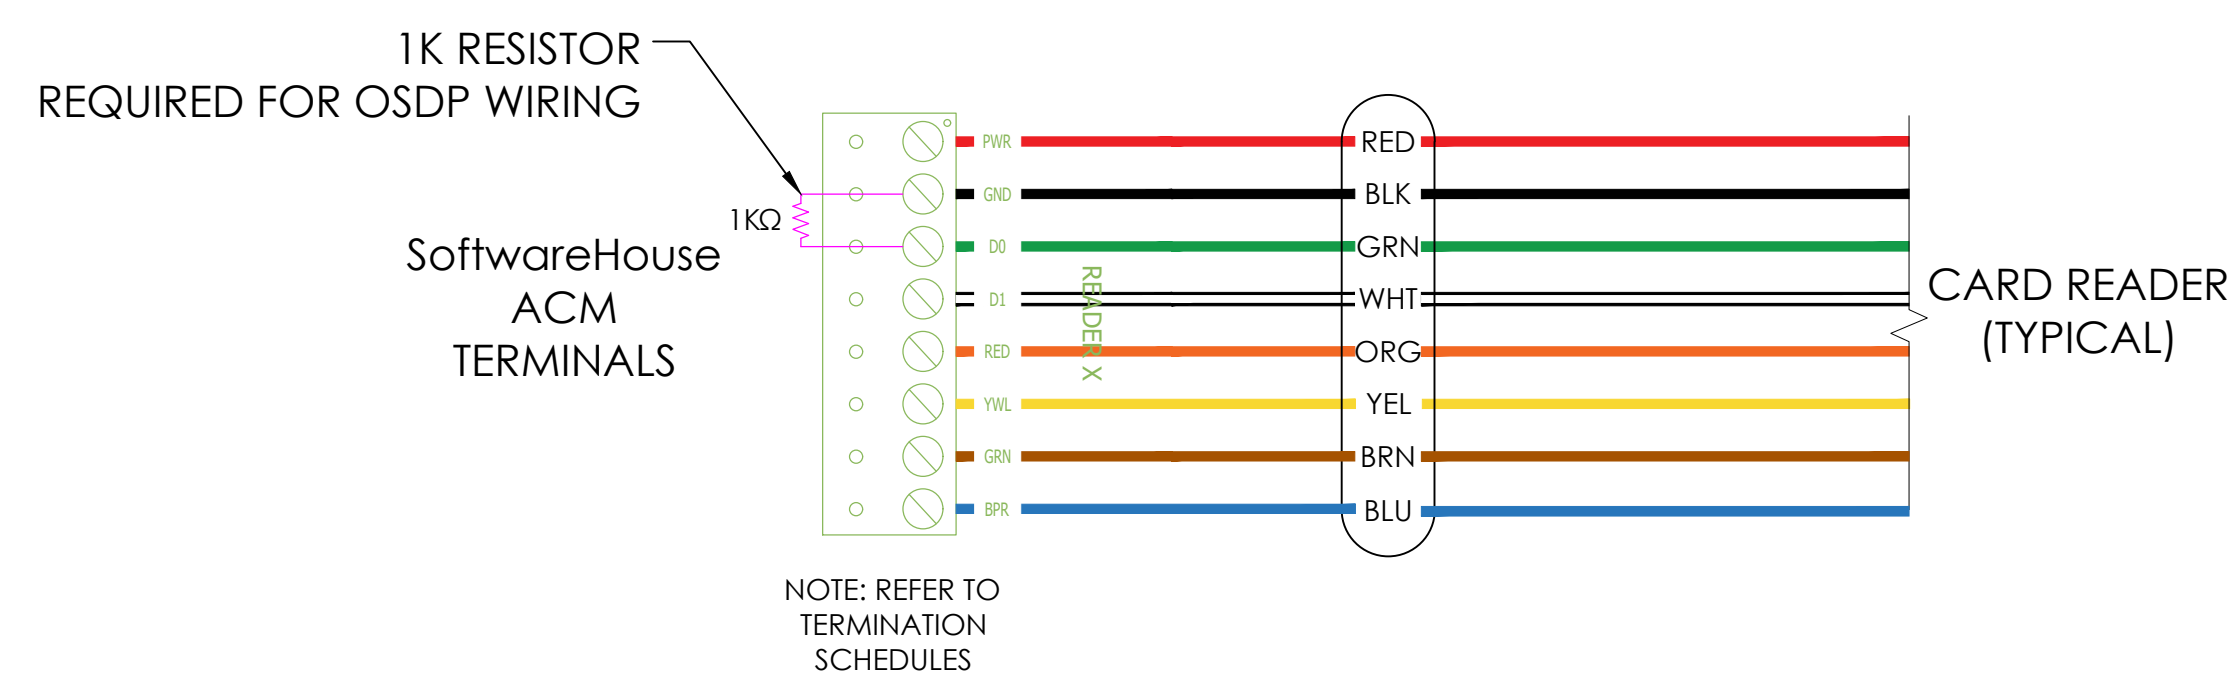 1K RESISTOR
REQUIRED FOR OSDP WIRING
1KΩ
SoftwareHouse
ACM
TERMINALS
PWR
RED
GND
BLK
D0
GRN
D1
WHT
RED
ORG
YWL
YEL
GRN
BRN
BPR
BLU
READER X
CARD READER
(TYPICAL)
NOTE: REFER TO
TERMINATION
SCHEDULES